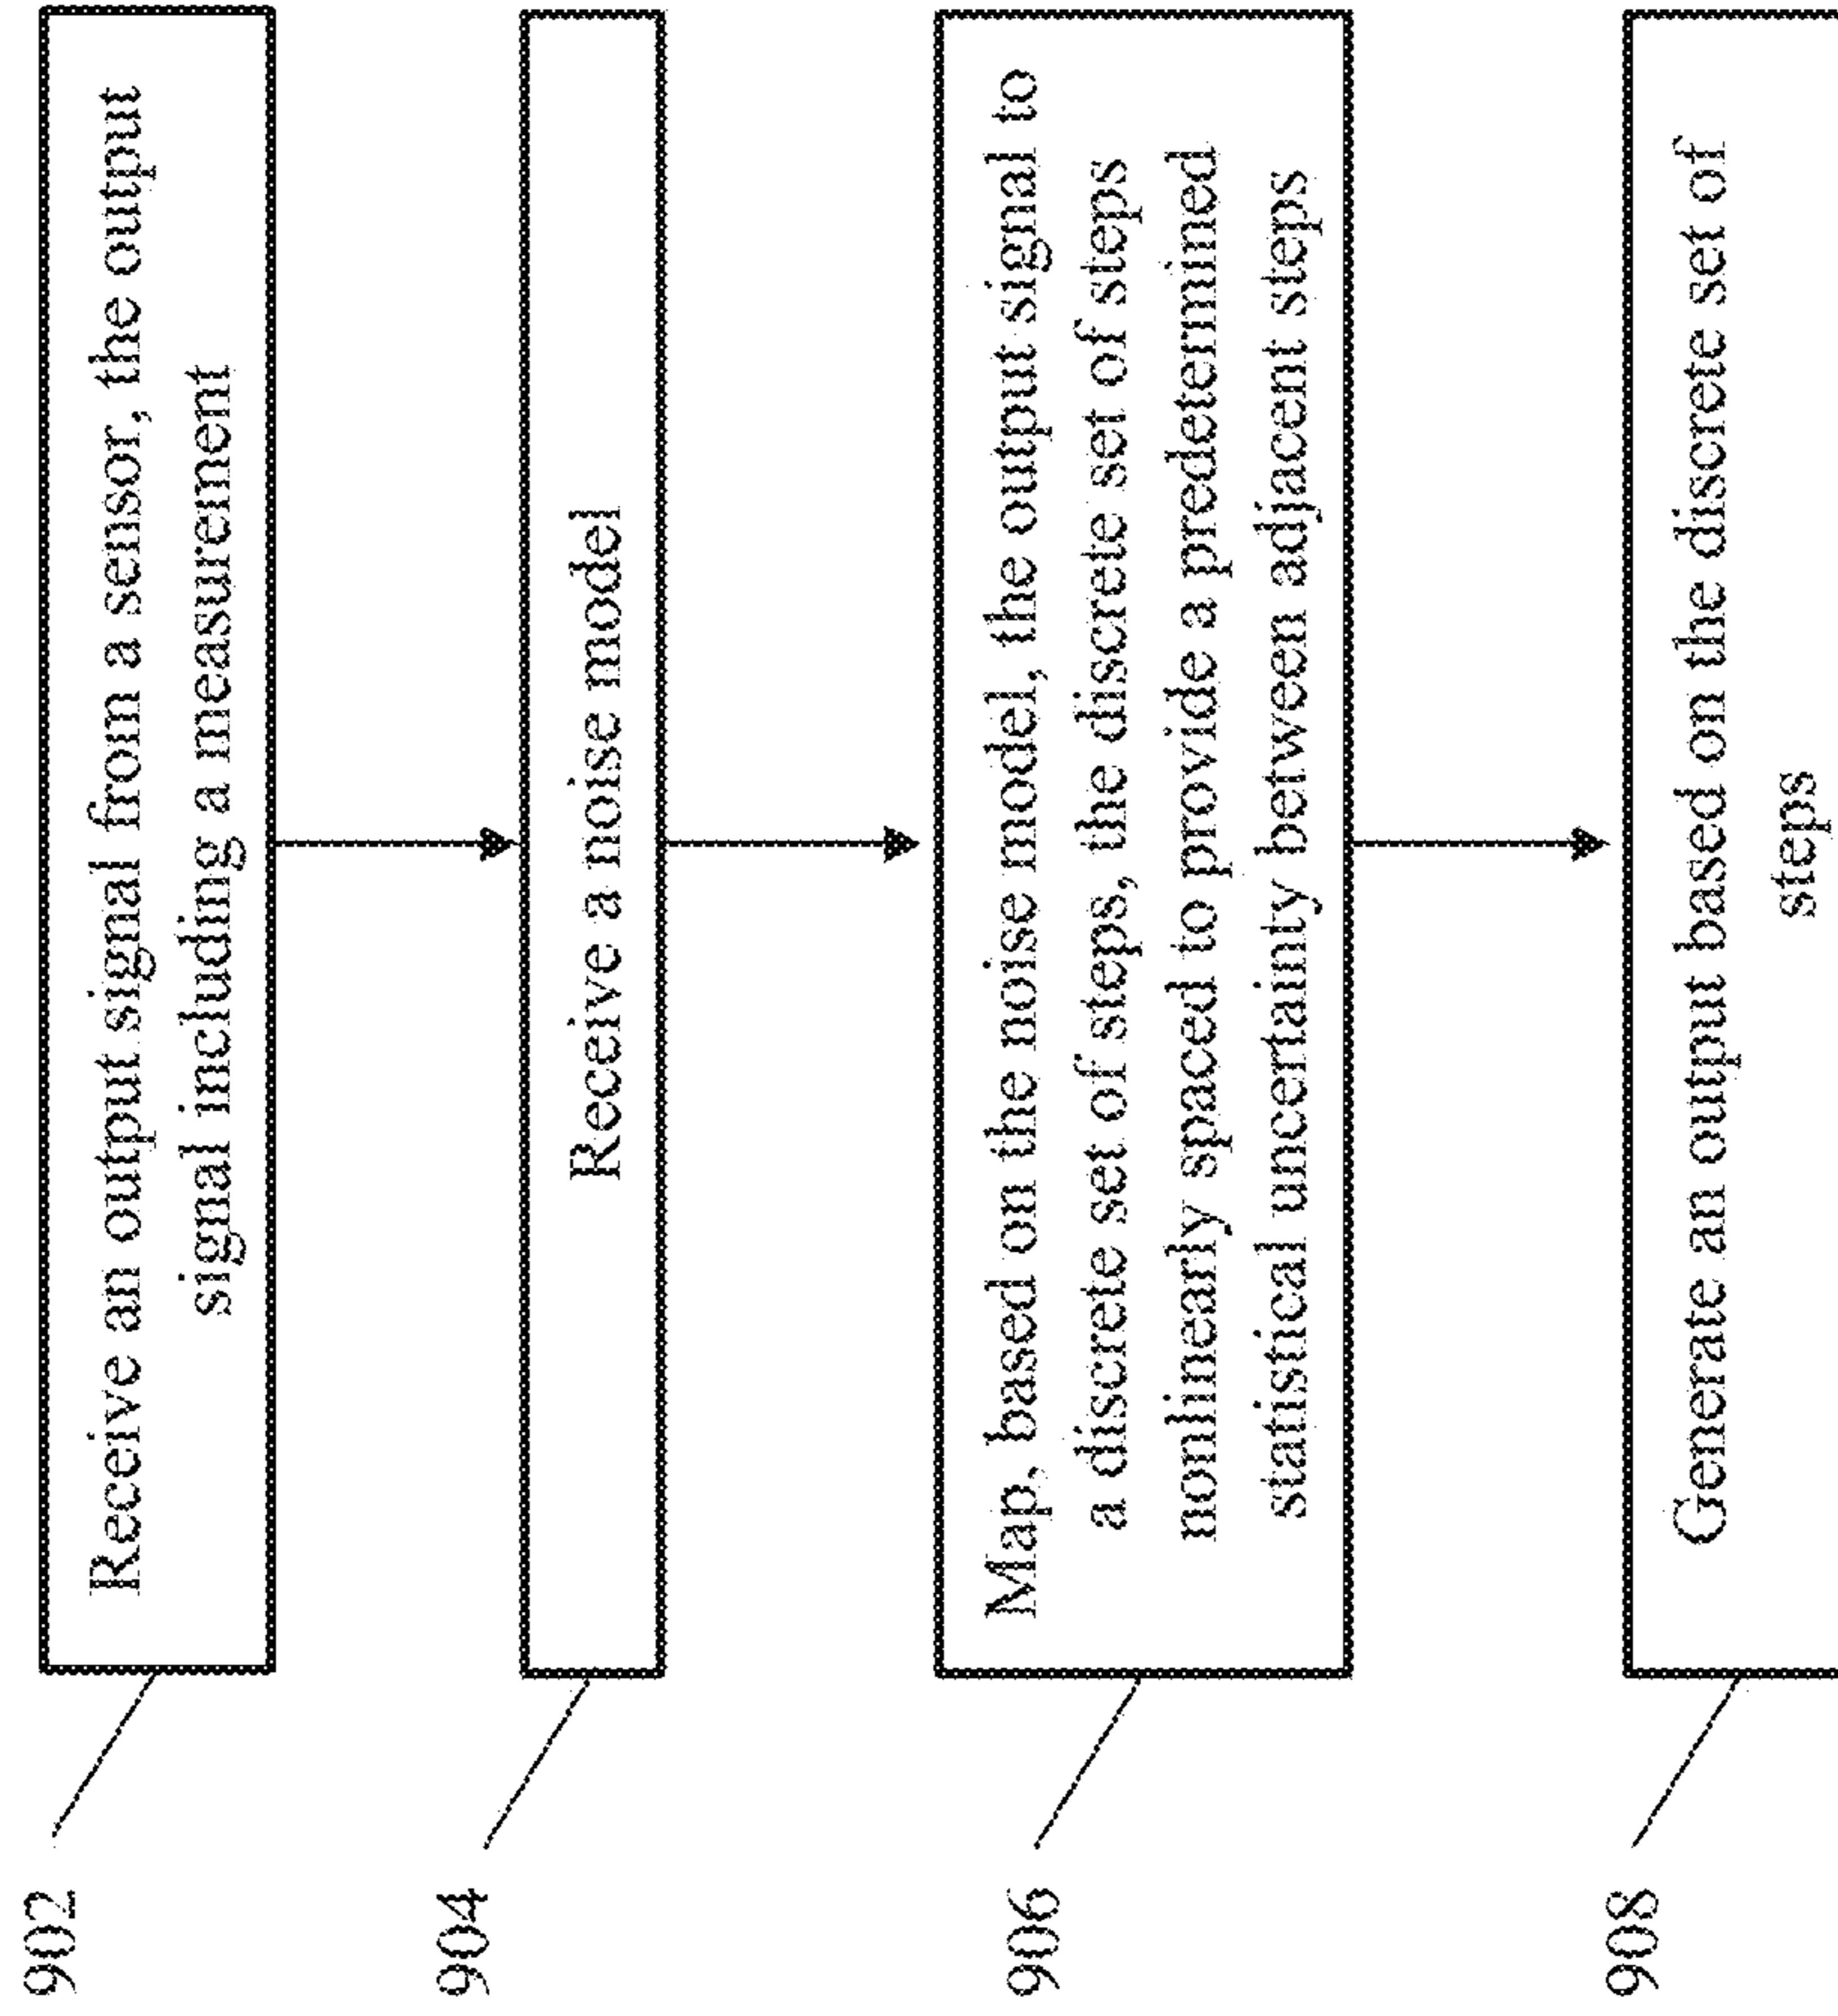 902
Receive an output signal from a sensor, the output
signal including a measurement
904
Receive a noise model
906
Map, based on the noise model, the output signal to
a discrete set of steps, the discrete set of steps
nonlinearly spaced to provide a predetermined
statistical uncertainty between adjacent steps
908
Generate an output based on the discrete set of
steps